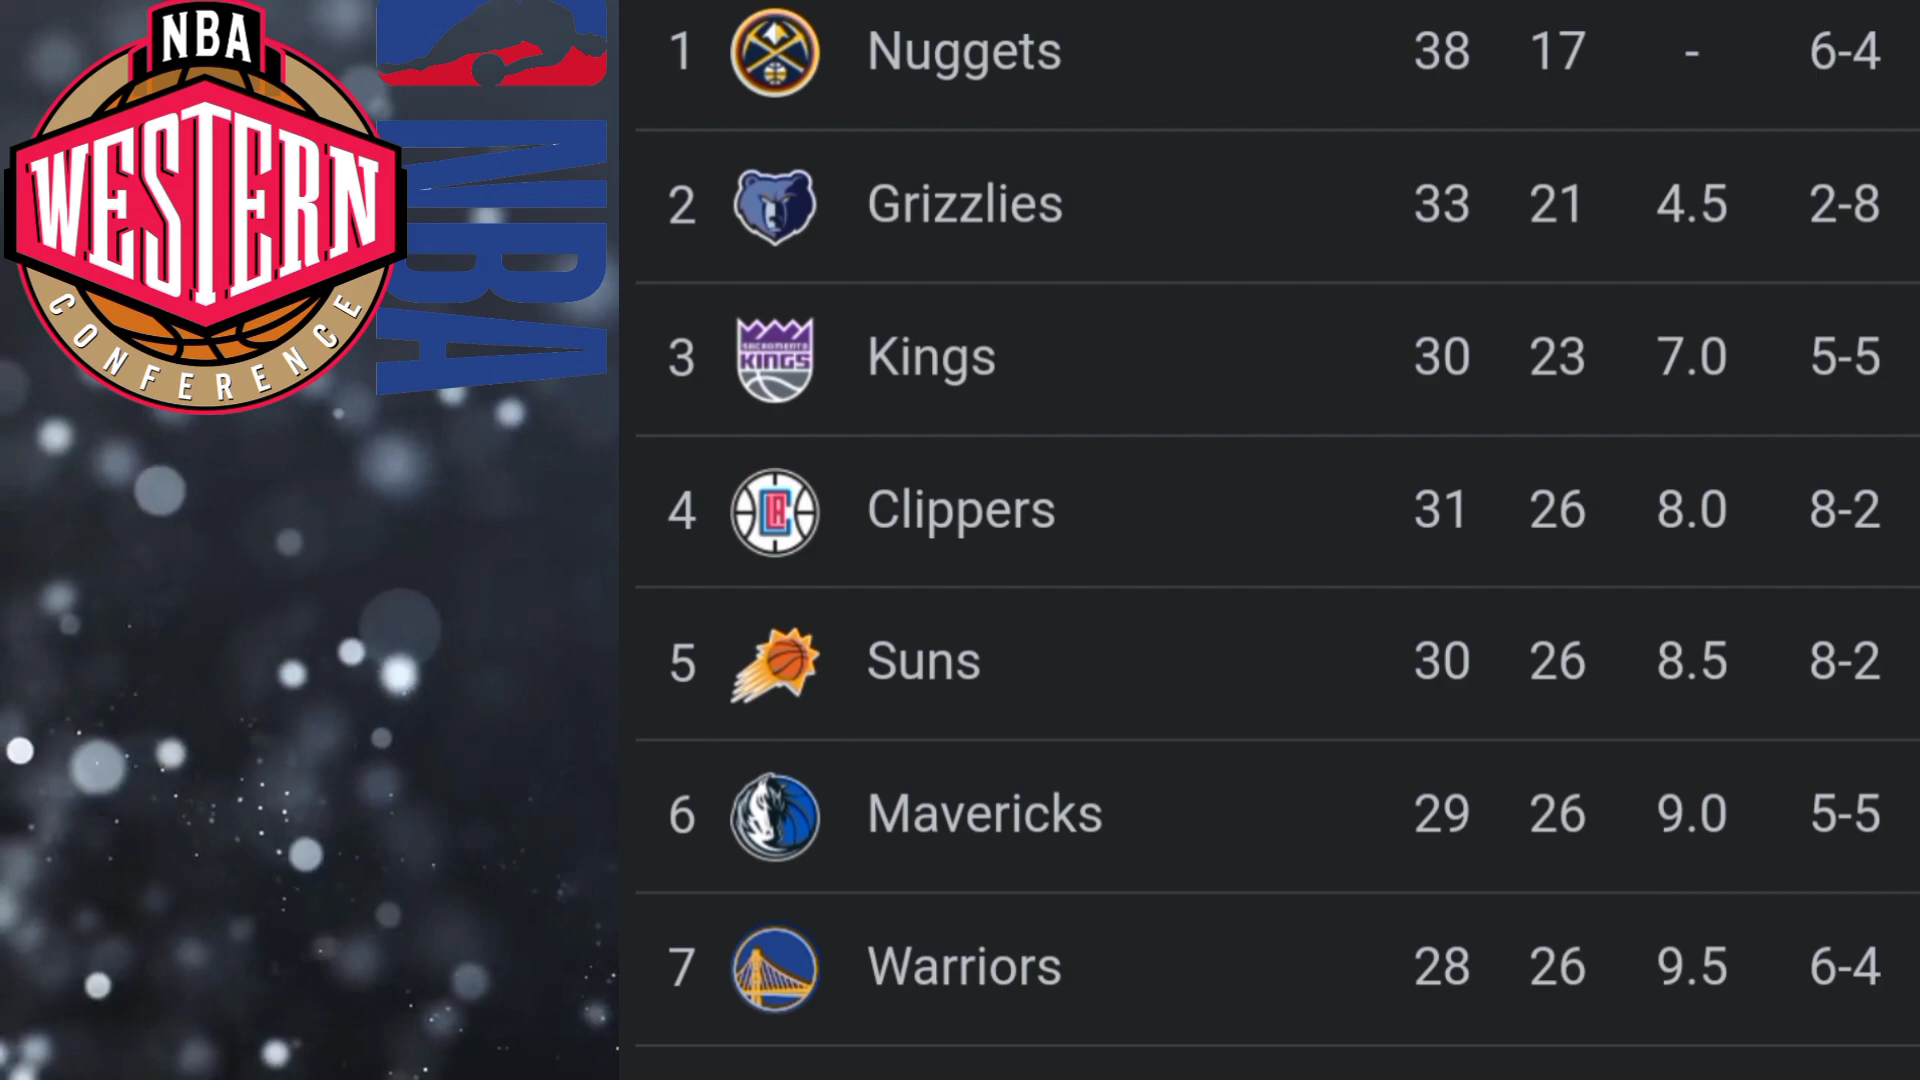 NBA
WESTERN
CONFERENCE
NBA
1 Nuggets 38 17 - 6-4
2 Grizzlies 33 21 4.5 2-8
3 SACRAMENTO KINGS Kings 30 23 7.0 5-5
4 LA Clippers 31 26 8.0 8-2
5 Suns 30 26 8.5 8-2
6 Mavericks 29 26 9.0 5-5
7 Warriors 28 26 9.5 6-4